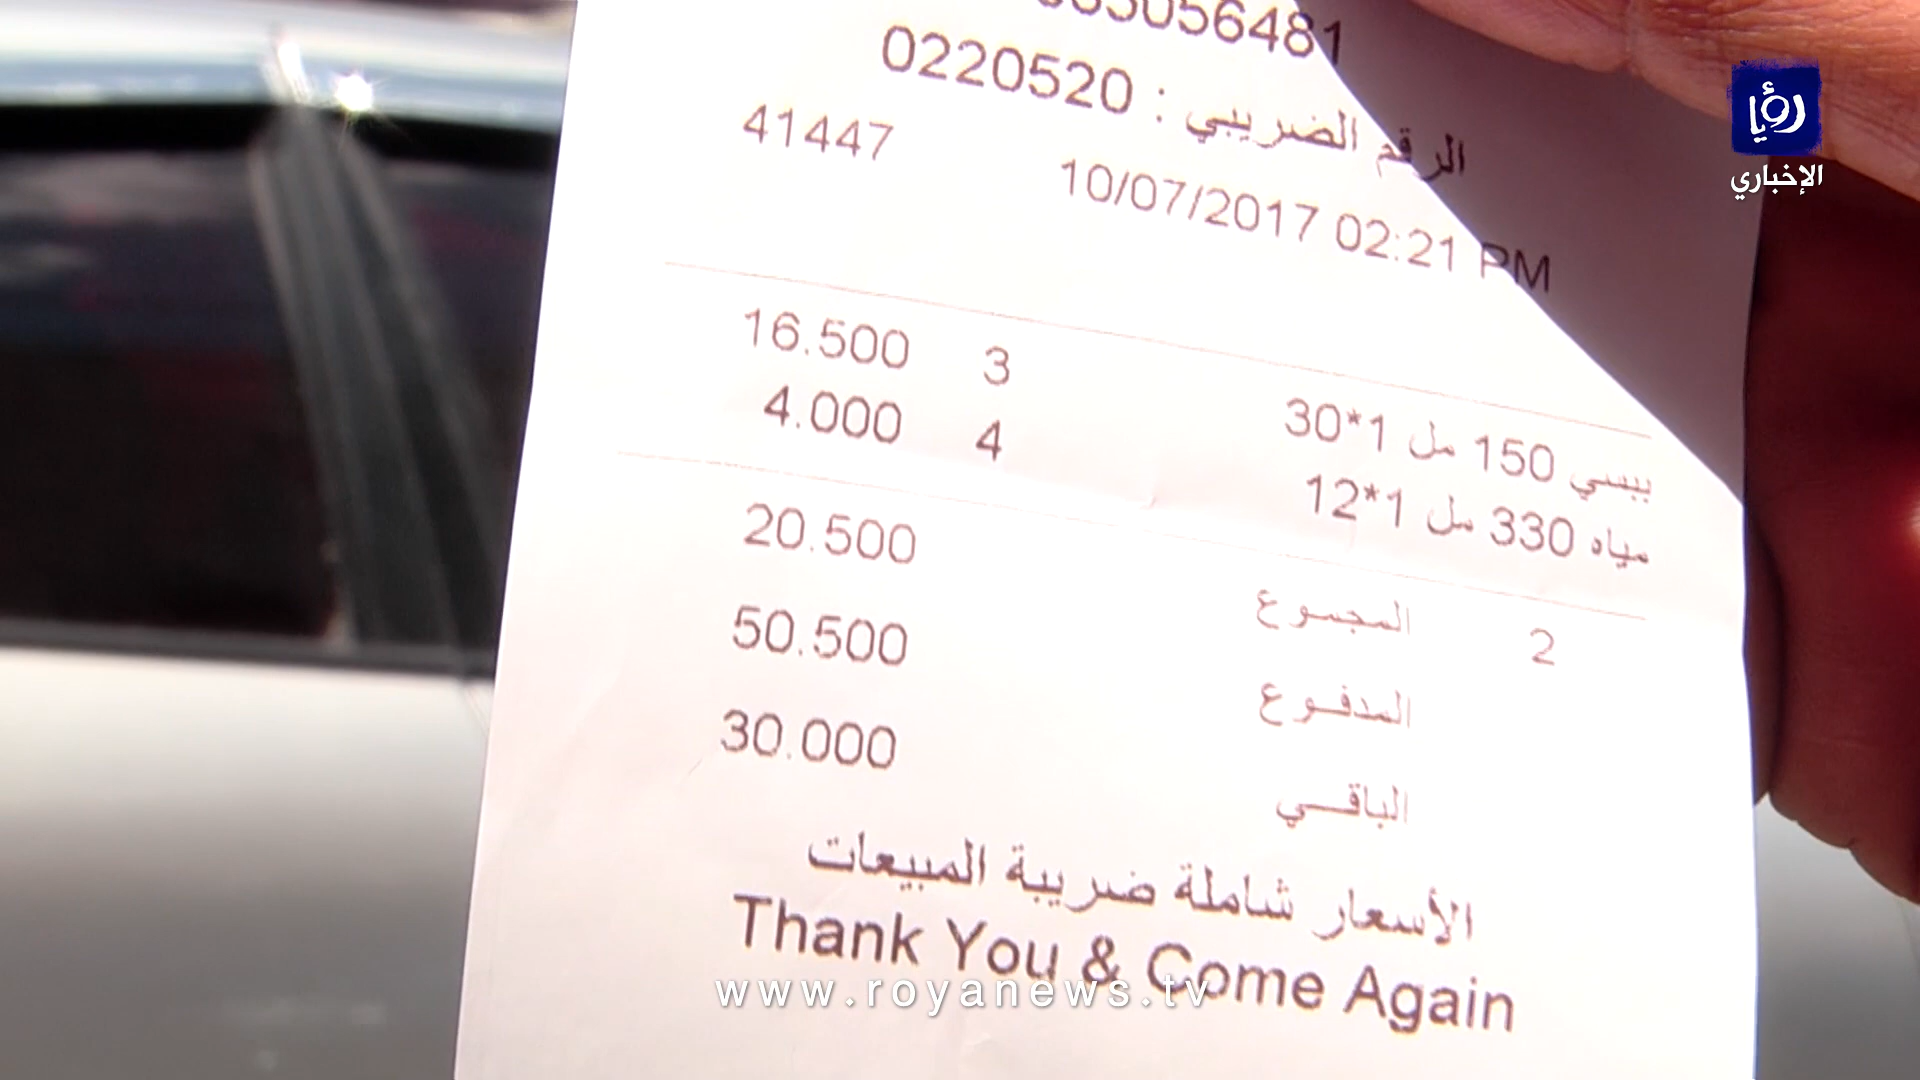 5056481
الرقم الضريبي : 0220520
10/07/2017 02:21 PM 41447
ببسي 150 مل 1*30 3 16.500
مياه 330 مل 1*12 4 4.000
2 المجموع 20.500
المدفوع 50.500
الباقي 30.000
الأسعار شاملة ضريبة المبيعات
Thank You & Come Again
رؤيا
الإخباري
www.royanews.tv